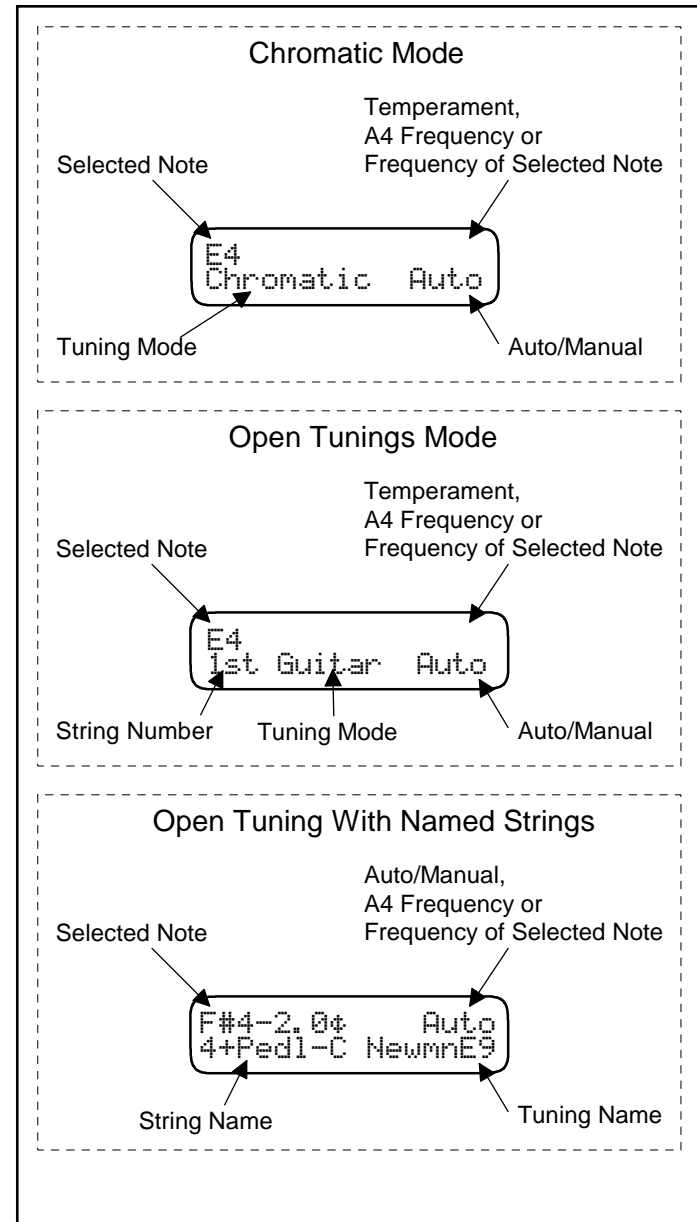 Chromatic Mode
Temperament,
A4 Frequency or
Selected Note Frequency of Selected Note
E4
Chromatic Auto
Tuning Mode Auto/Manual
Open Tunings Mode
Temperament,
A4 Frequency or
Selected Note Frequency of Selected Note
E4
1st Guitar Auto
String Number Tuning Mode Auto/Manual
Open Tuning With Named Strings
Auto/Manual,
A4 Frequency or
Selected Note Frequency of Selected Note
F#4-2.0¢ Auto
4+Pedl-C NewmnE9
String Name Tuning Name